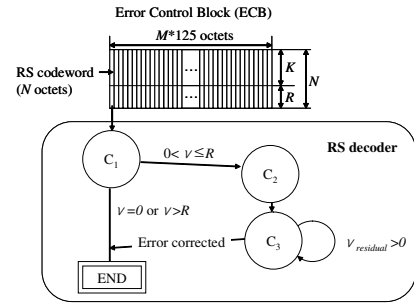 Error Control Block (ECB)
M*125 octets
RS codeword
(N octets)
...
...
K
R
N
RS decoder
C1
0< ν ≤R
C2
ν=0 or ν>R
Error corrected
C3
ν residual >0
END